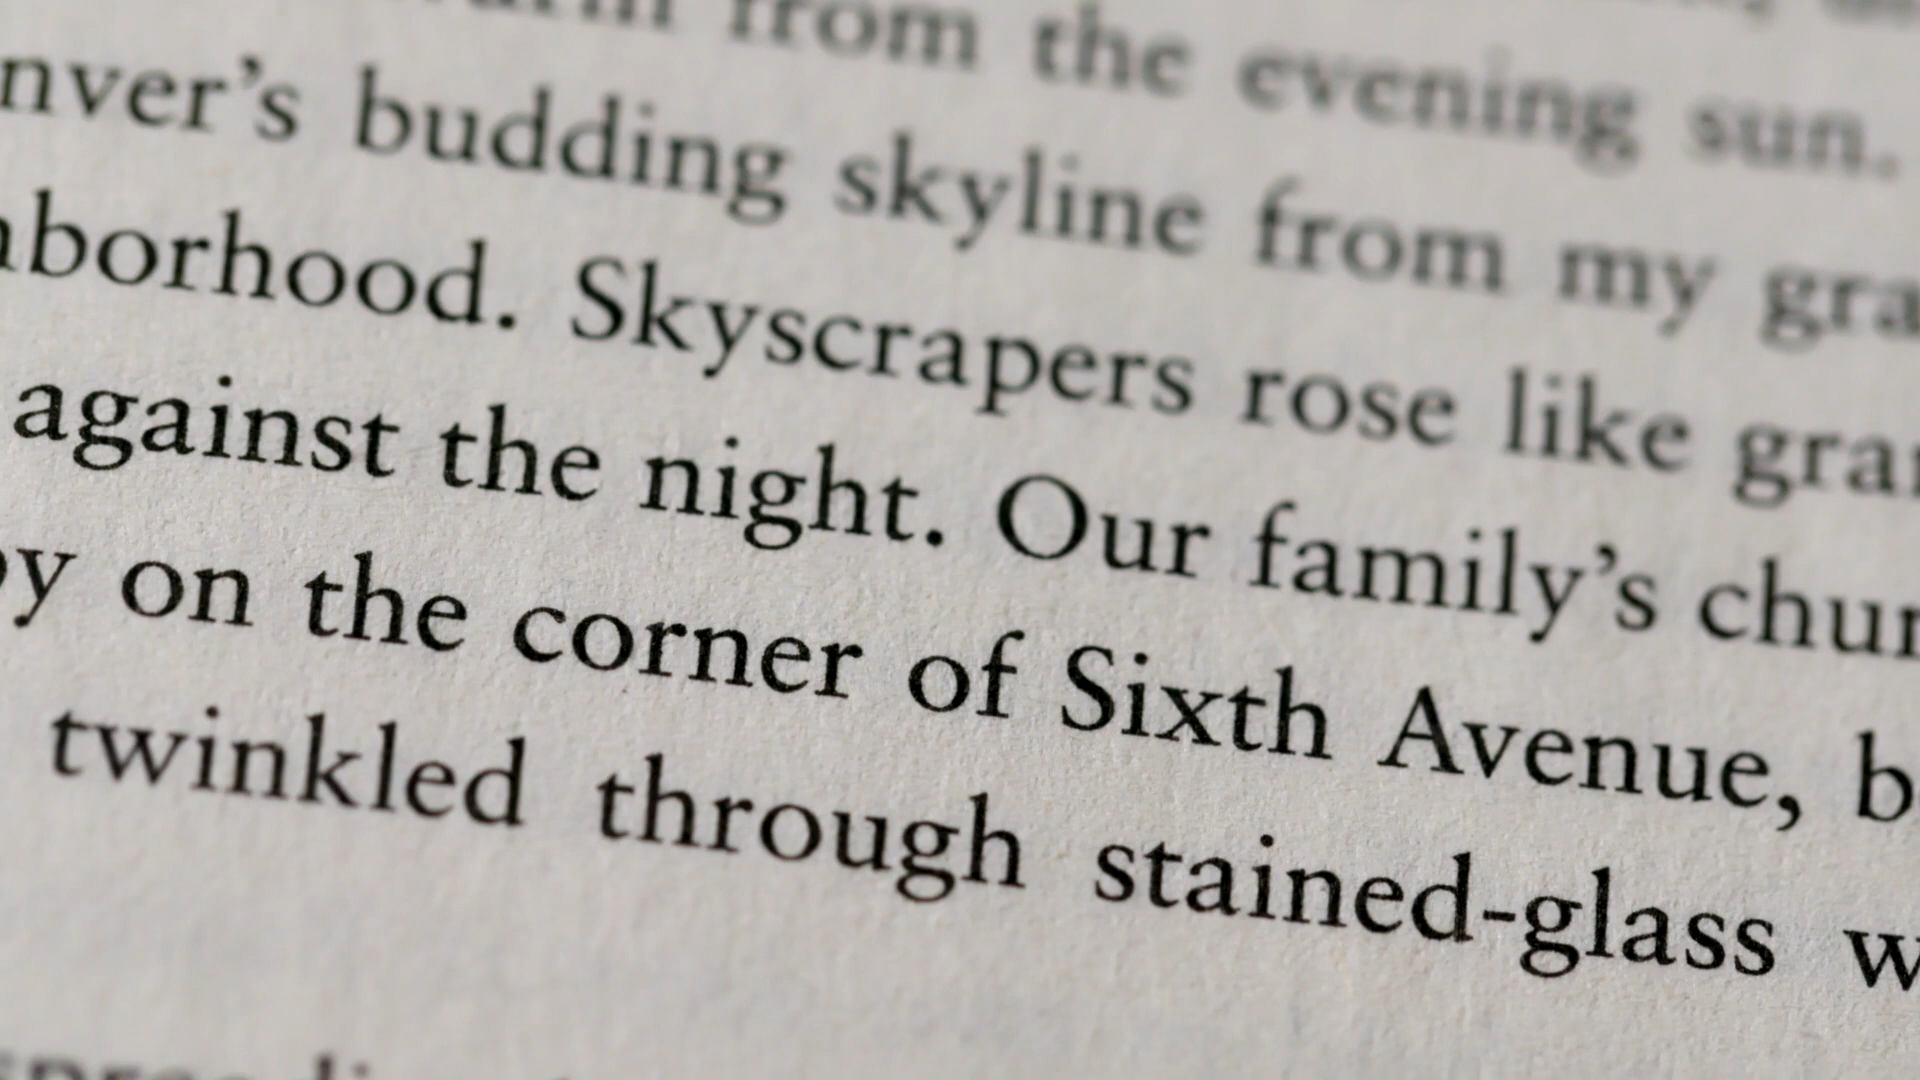 from the evening sun.
nver’s budding skyline from my gra
borhood. Skyscrapers rose like gra
against the night. Our family’s chur
y on the corner of Sixth Avenue, b
twinkled through stained-glass w